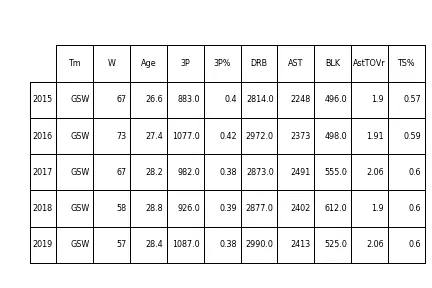 Tm W Age 3P 3P% DRB AST BLK AstTOVr TS%
2015 GSW 67 26.6 883.0 0.4 2814.0 2248 496.0 1.9 0.57
2016 GSW 73 27.4 1077.0 0.42 2972.0 2373 498.0 1.91 0.59
2017 GSW 67 28.2 982.0 0.38 2873.0 2491 555.0 2.06 0.6
2018 GSW 58 28.8 926.0 0.39 2877.0 2402 612.0 1.9 0.6
2019 GSW 57 28.4 1087.0 0.38 2990.0 2413 525.0 2.06 0.6